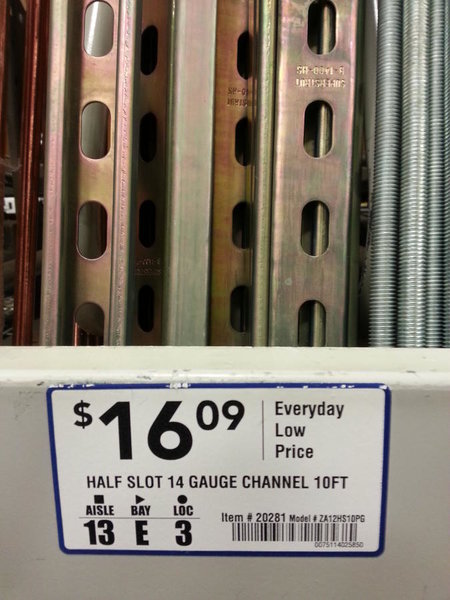 $16.09
Everyday
Low
Price
HALF SLOT 14 GAUGE CHANNEL 10FT
AISLE BAY LOC
13 E 3
Item # 20281 Model # ZA12HS10PG
0075114025850